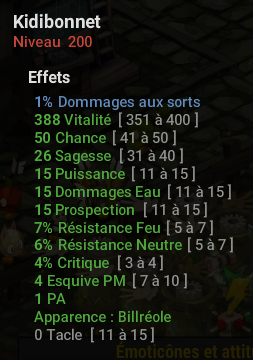 Kidibonnet
Niveau 200
Effets
1% Dommages aux sorts
388 Vitalité [ 351 à 400 ]
50 Chance [ 41 à 50 ]
26 Sagesse [ 31 à 40 ]
15 Puissance [ 11 à 15 ]
15 Dommages Eau [ 11 à 15 ]
15 Prospection [ 11 à 15 ]
7% Résistance Feu [ 5 à 7 ]
6% Résistance Neutre [ 5 à 7 ]
4% Critique [ 3 à 4 ]
4 Esquive PM [ 7 à 10 ]
1 PA
Apparence : Billréole
0 Tacle [ 11 à 15 ]
Émoticônes et attit